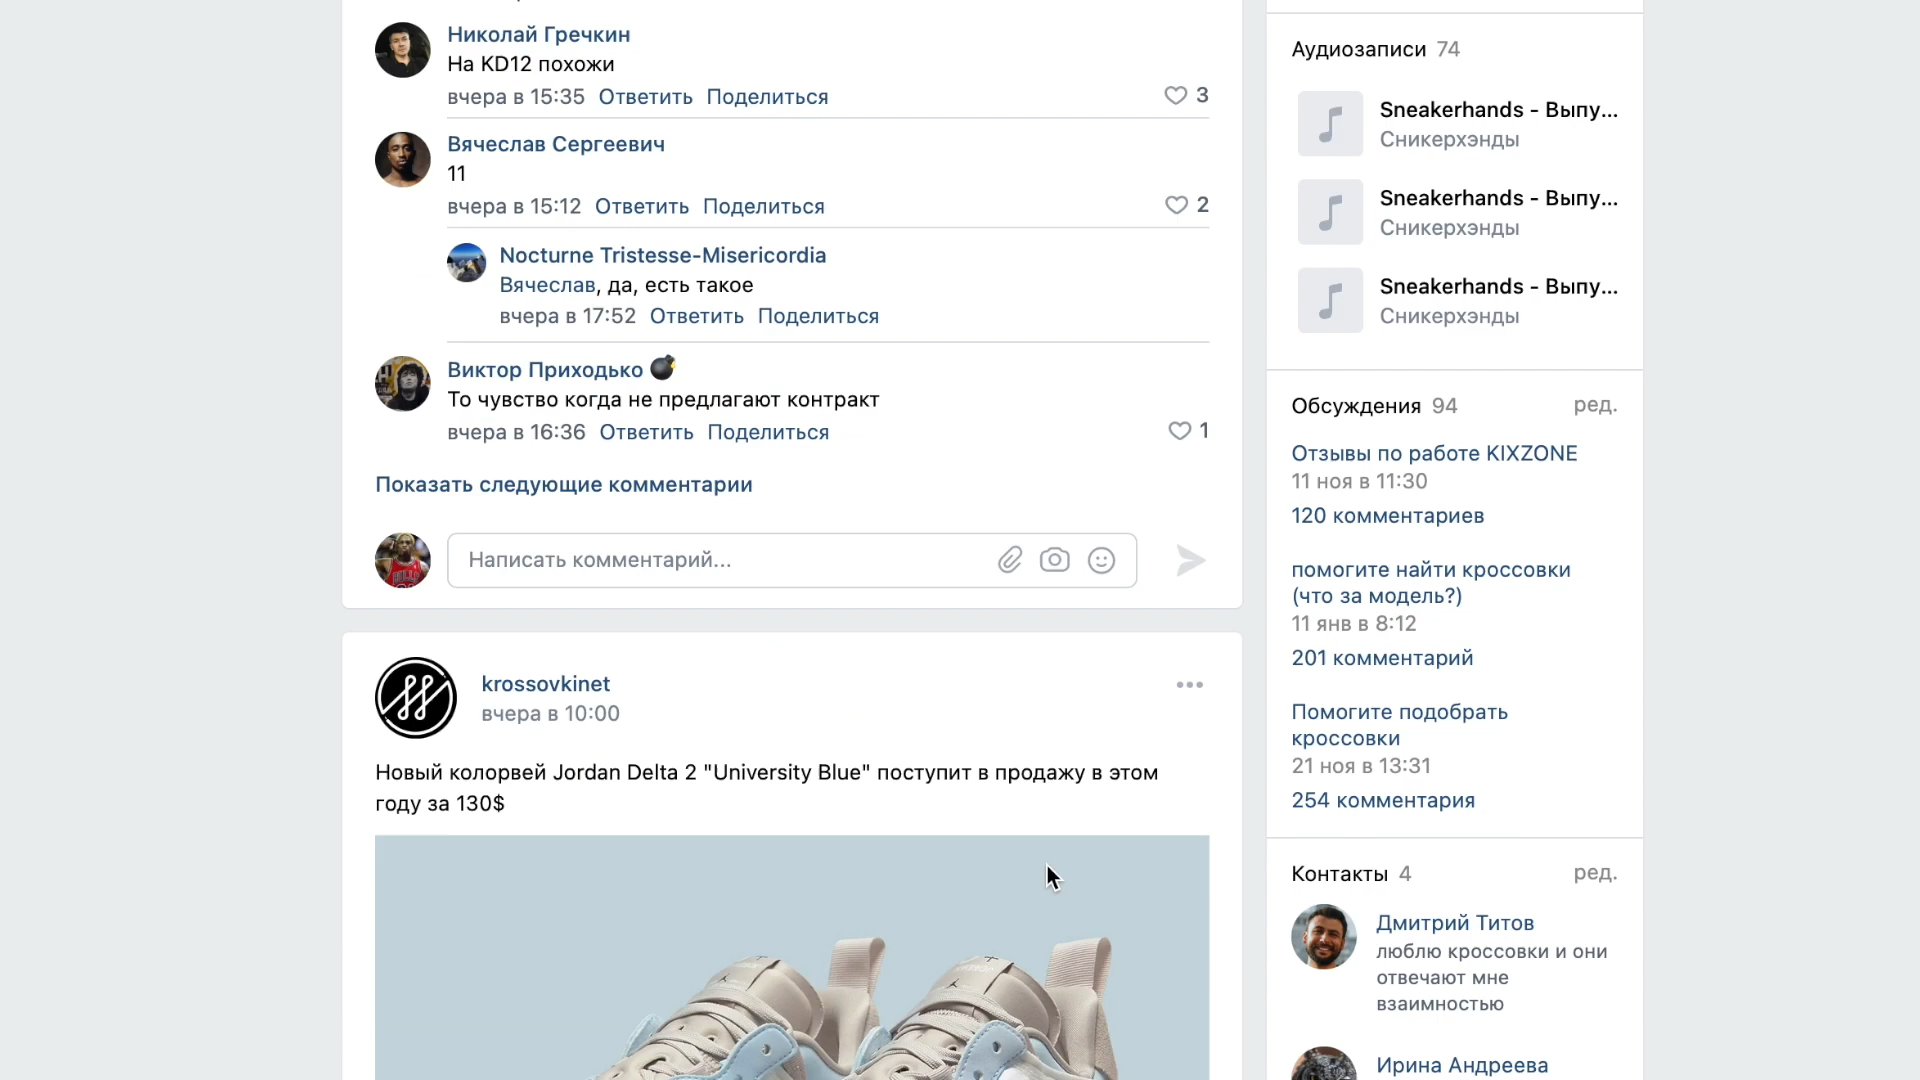 Николай Гречкин
На KD12 похожи
вчера в 15:35 Ответить Поделиться
3
Вячеслав Сергеевич
11
вчера в 15:12 Ответить Поделиться
2
Nocturne Tristesse-Misericordia
Вячеслав, да, есть такое
вчера в 17:52 Ответить Поделиться
Виктор Приходько 💣
То чувство когда не предлагают контракт
вчера в 16:36 Ответить Поделиться
1
Показать следующие комментарии
Написать комментарий...
krossovkinet
вчера в 10:00
Новый колорвей Jordan Delta 2 "University Blue" поступит в продажу в этом
году за 130$
Аудиозаписи 74
Sneakerhands - Выпу...
Сникерхэнды
Sneakerhands - Выпу...
Сникерхэнды
Sneakerhands - Выпу...
Сникерхэнды
Обсуждения 94 ред.
Отзывы по работе KIXZONE
11 ноя в 11:30
120 комментариев
помогите найти кроссовки
(что за модель?)
11 янв в 8:12
201 комментарий
Помогите подобрать
кроссовки
21 ноя в 13:31
254 комментария
Контакты 4 ред.
Дмитрий Титов
люблю кроссовки и они
отвечают мне
взаимностью
Ирина Андреева